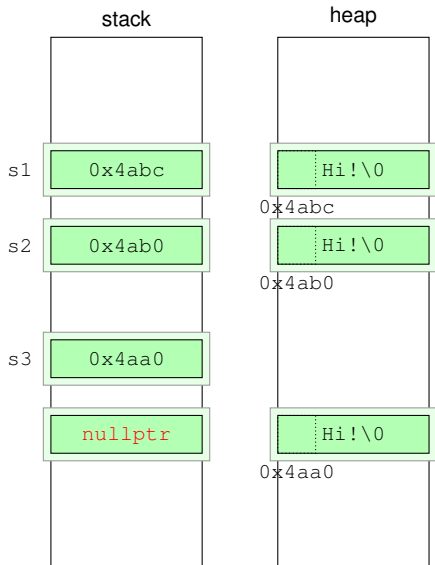 stack heap
s1 0x4abc Hi!\0
0x4abc
s2 0x4ab0 Hi!\0
0x4ab0
s3 0x4aa0
nullptr Hi!\0
0x4aa0